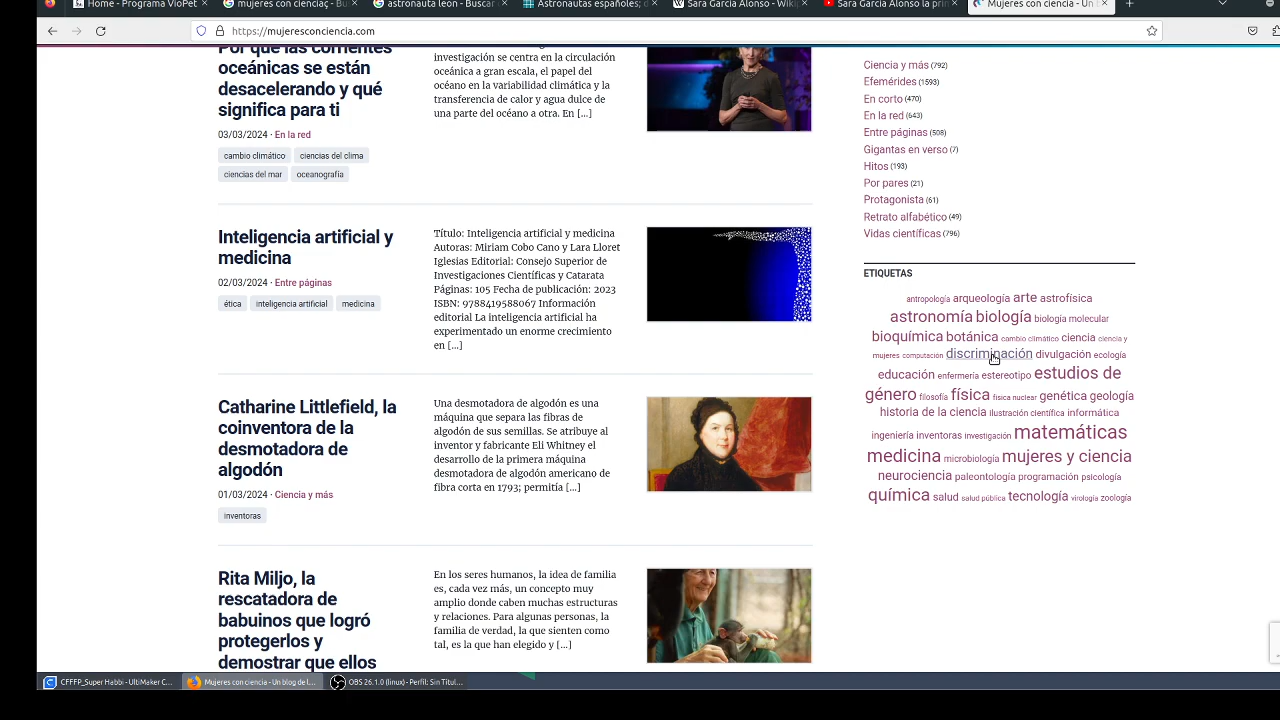 Home - Programa VioPet
mujeres con cienciaç - Bu
astronauta leon - Buscar
Astronautas españoles; d
Sara García Alonso - Wiki
Sara García Alonso la prin
Mujeres con ciencia - Un b
https://mujeresconciencia.com
Por qué las corrientes
oceánicas se están
desacelerando y qué
significa para ti
03/03/2024 · En la red
cambio climático ciencias del clima
ciencias del mar oceanografía
investigación se centra en la circulación
oceánica a gran escala, el papel del
océano en la variabilidad climática y la
transferencia de calor y agua dulce de
una parte del océano a otra. En […]
Inteligencia artificial y
medicina
02/03/2024 · Entre páginas
ética inteligencia artificial medicina
Título: Inteligencia artificial y medicina
Autoras: Miriam Cobo Cano y Lara Lloret
Iglesias Editorial: Consejo Superior de
Investigaciones Científicas y Catarata
Páginas: 105 Fecha de publicación: 2023
ISBN: 9788419588067 Información
editorial La inteligencia artificial ha
experimentado un enorme crecimiento
en […]
Catharine Littlefield, la
coinventora de la
desmotadora de
algodón
01/03/2024 · Ciencia y más
inventoras
Una desmotadora de algodón es una
máquina que separa las fibras de
algodón de sus semillas. Se atribuye al
inventor y fabricante Eli Whitney el
desarrollo de la primera máquina
desmotadora de algodón americano de
fibra corta en 1793; permitía […]
Rita Miljo, la
rescatadora de
babuinos que logró
protegerlos y
demostrar que ellos
En los seres humanos, la idea de familia
es, cada vez más, un concepto muy
amplio donde caben muchas estructuras
y relaciones. Para algunas personas, la
familia de verdad, la que sienten como
tal, es la que han elegido y […]
Ciencia y más (792)
Efemérides (1593)
En corto (470)
En la red (643)
Entre páginas (508)
Gigantas en verso (7)
Hitos (193)
Por pares (21)
Protagonista (61)
Retrato alfabético (49)
Vidas científicas (796)
ETIQUETAS
antropología arqueología arte astrofísica
astronomía biología biología molecular
bioquímica botánica cambio climático ciencia ciencia y
mujeres computación discriminación divulgación ecología
educación enfermería estereotipo estudios de
género filosofía física física nuclear genética geología
historia de la ciencia ilustración científica informática
ingeniería inventoras investigación matemáticas
medicina microbiología mujeres y ciencia
neurociencia paleontología programación psicología
química salud salud pública tecnología virología zoología
CFFFP_Super Habbi - UltiMaker C...
Mujeres con ciencia - Un blog de l...
OBS 26.1.0 (linux) - Perfil: Sin Títul...